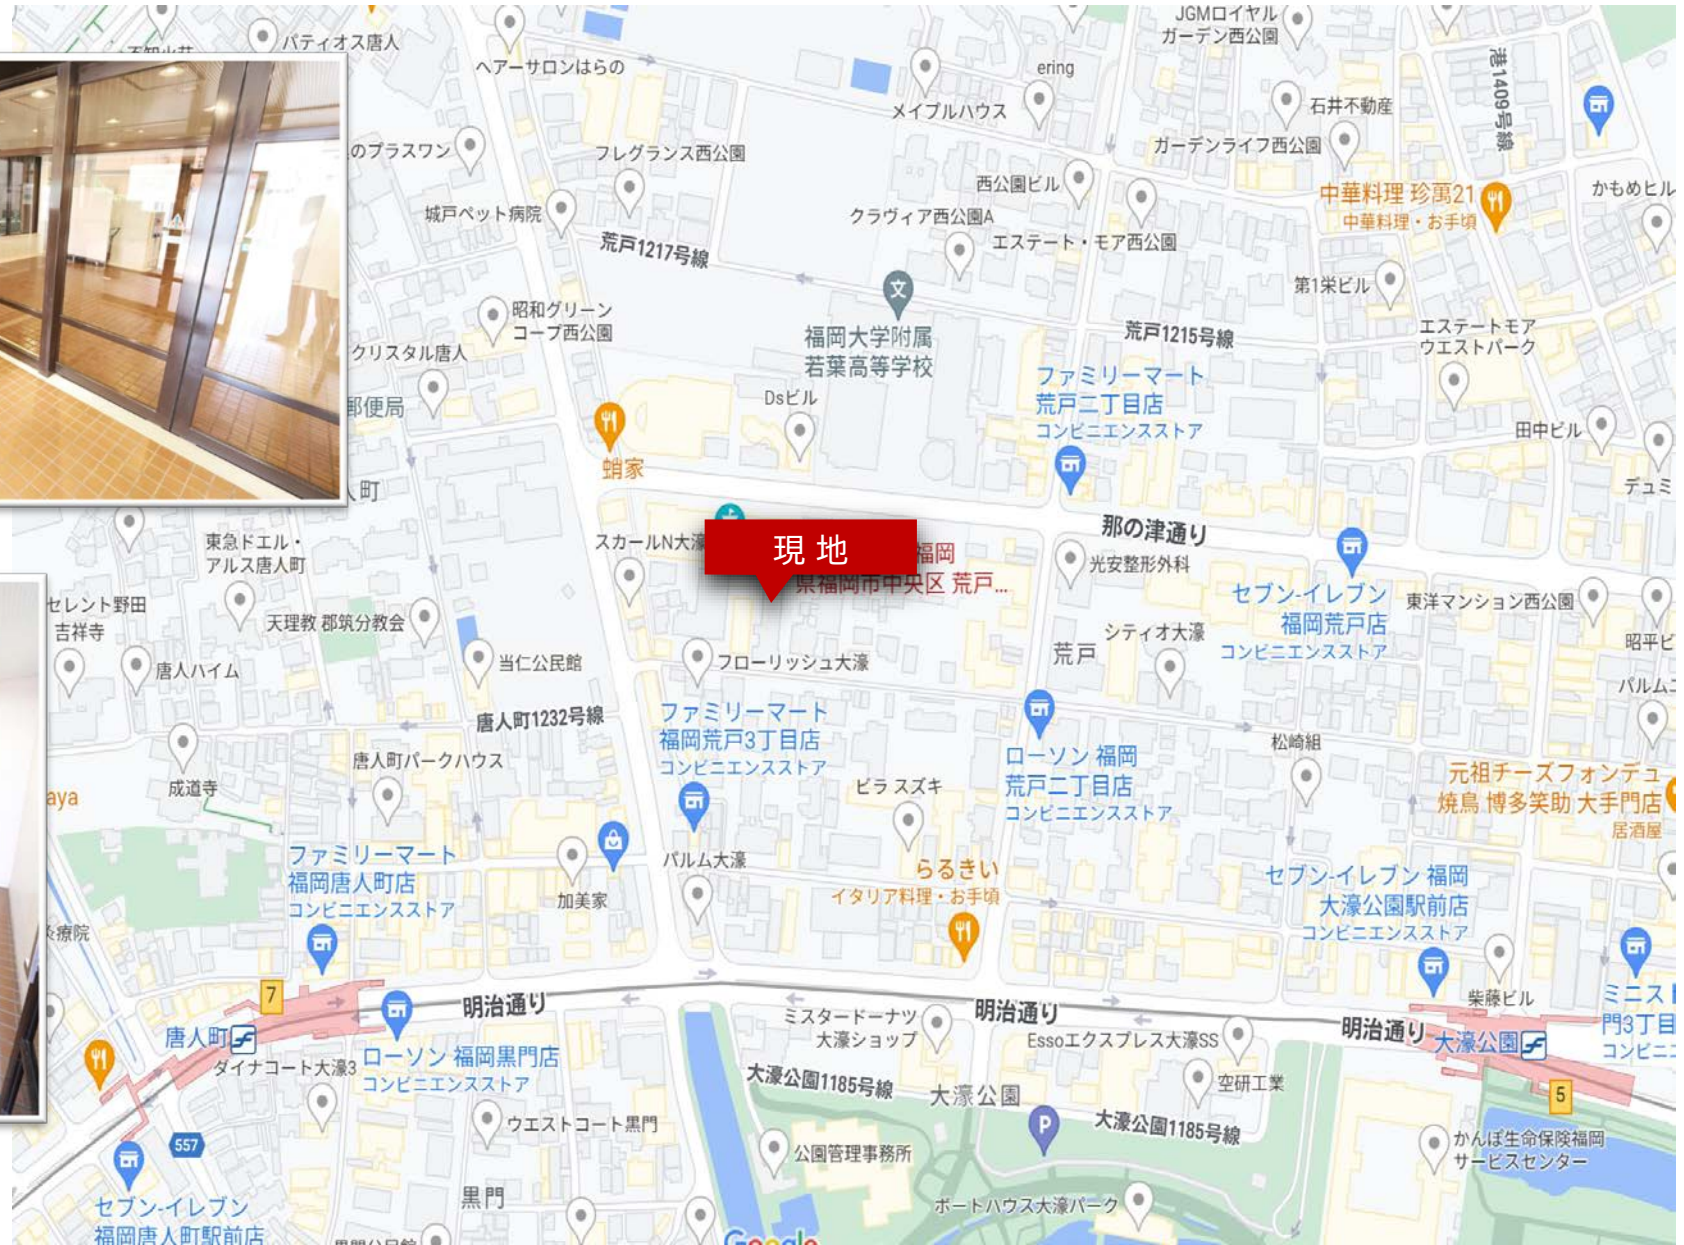 パティオス唐人
ヘアーサロンはらの
JGMロイヤル
ガーデン西公園
ering
メイプルハウス
石井不動産
港1409号線
のプラスワン
フレグランス西公園
ガーデンライフ西公園
西公園ビル
中華料理 珍萬21
中華料理・お手頃
かもめヒル
城戸ペット病院
クラヴィア西公園A
エステート・モア西公園
荒戸1217号線
第1栄ビル
昭和グリーン
コープ西公園
福岡大学附属
若葉高等学校
荒戸1215号線
エステートモア
ウエストパーク
クリスタル唐人
郵便局
Dsビル
ファミリーマート
荒戸二丁目店
コンビニエンスストア
田中ビル
蛸家
町
デュミ
那の津通り
東急ドエル・
アルス唐人町
スカールN大濠
現地
福岡
県福岡市中央区 荒戸...
光安整形外科
セブン-イレブン
福岡荒戸店
コンビニエンスストア
東洋マンション西公園
セレント野田
吉祥寺
天理教 郡筑分教会
シティオ大濠
昭平ビ
唐人ハイム
当仁公民館
フローリッシュ大濠
荒戸
パルムコ
唐人町1232号線
ファミリーマート
福岡荒戸3丁目店
コンビニエンスストア
ローソン 福岡
荒戸二丁目店
コンビニエンスストア
松崎組
成道寺
唐人町パークハウス
ビラ スズキ
元祖チーズフォンデュ
焼鳥 博多笑助 大手門店
居酒屋
aya
ファミリーマート
福岡唐人町店
コンビニエンスストア
加美家
パルム大濠
らるきい
イタリア料理・お手頃
セブン-イレブン 福岡
大濠公園駅前店
コンビニエンスストア
療院
7
明治通り
明治通り
明治通り
柴藤ビル
ミニスト
門3丁目
コンビニコ
唐人町
ダイナコート大濠3
ローソン 福岡黒門店
コンビニエンスストア
ミスタードーナツ
大濠ショップ
Essoエクスプレス大濠SS
大濠公園
大濠公園1185号線
大濠公園
空研工業
5
P
大濠公園1185号線
557
ウエストコート黒門
公園管理事務所
かんぽ生命保険福岡
サービスセンター
セブン-イレブン
福岡唐人町駅前店
黒門
ボートハウス大濠パーク
Google